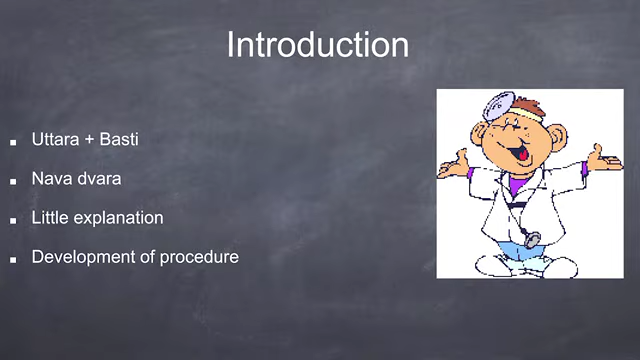 Introduction
Uttara + Basti
Nava dvara
Little explanation
Development of procedure